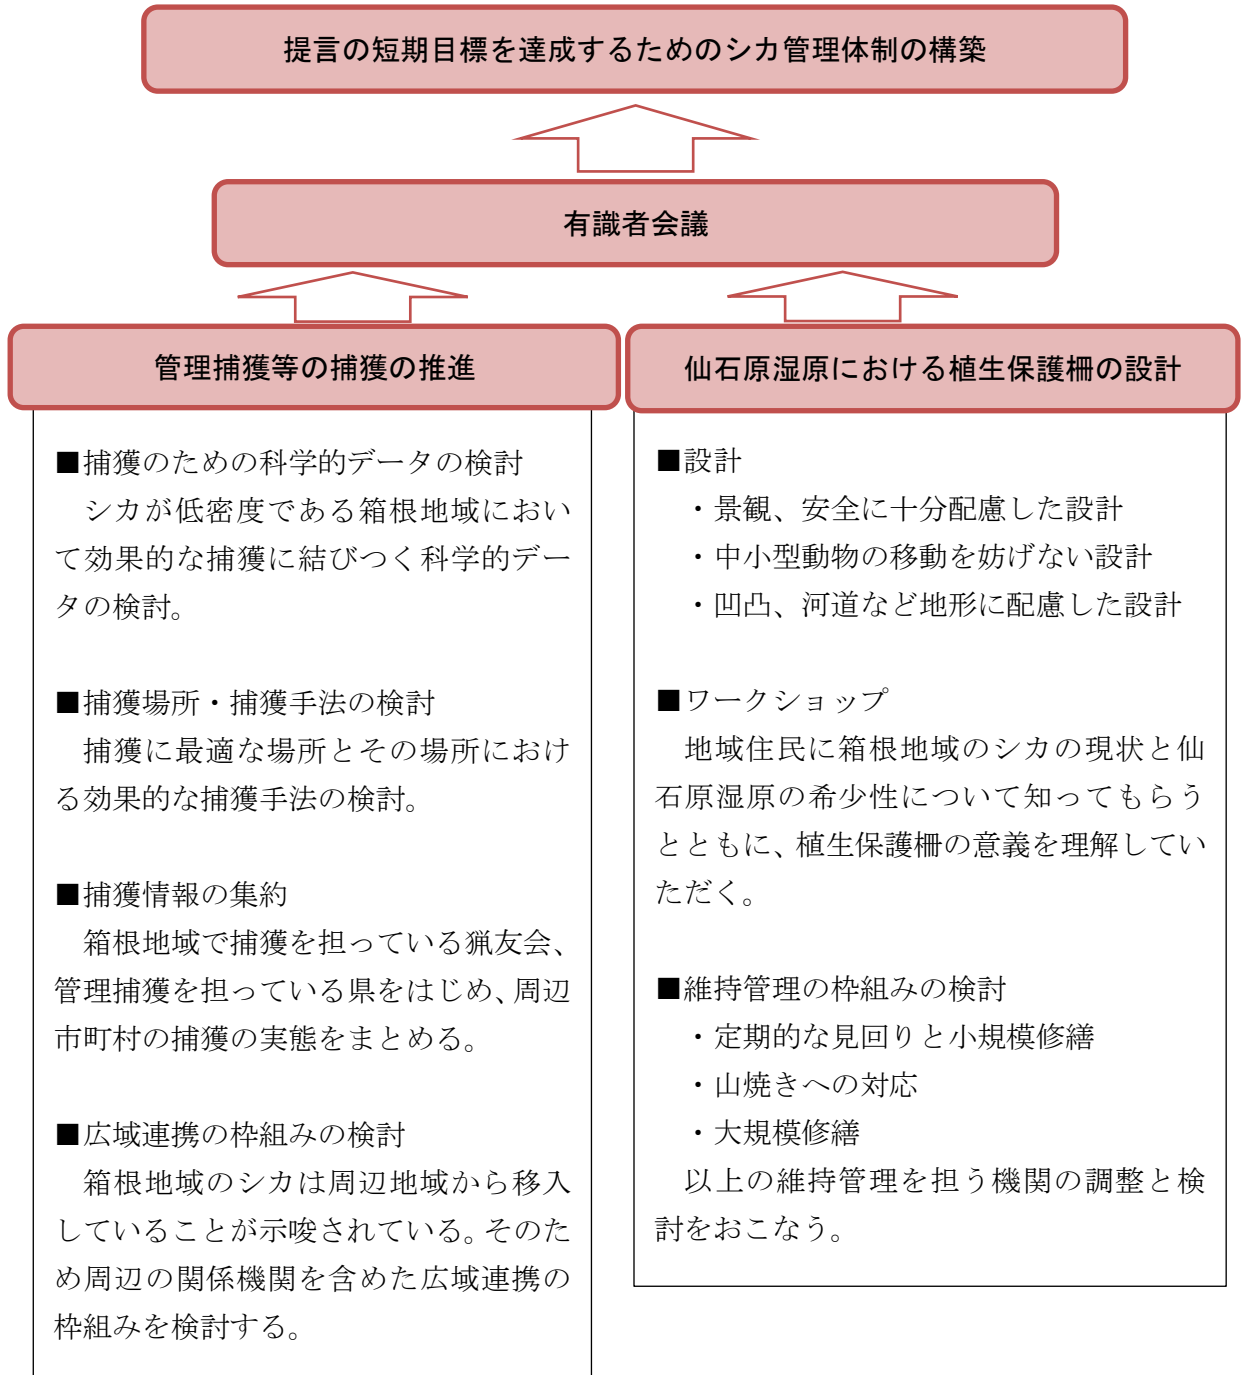 提言の短期目標を達成するためのシカ管理体制の構築
有識者会議
管理捕獲等の捕獲の推進
■捕獲のための科学的データの検討
シカが低密度である箱根地域におい
て効果的な捕獲に結びつく科学的デー
タの検討。
■捕獲場所・捕獲手法の検討
捕獲に最適な場所とその場所におけ
る効果的な捕獲手法の検討。
■捕獲情報の集約
箱根地域で捕獲を担っている猟友会、
管理捕獲を担っている県をはじめ、周辺
市町村の捕獲の実態をまとめる。
■広域連携の枠組みの検討
箱根地域のシカは周辺地域から移入
していることが示唆されている。そのた
め周辺の関係機関を含めた広域連携の
枠組みを検討する。
仙石原湿原における植生保護柵の設計
■設計
・景観、安全に十分配慮した設計
・中小型動物の移動を妨げない設計
・凹凸、河道など地形に配慮した設計
■ワークショップ
地域住民に箱根地域のシカの現状と仙
石原湿原の希少性について知ってもらう
とともに、植生保護柵の意義を理解してい
ただく。
■維持管理の枠組みの検討
・定期的な見回りと小規模修繕
・山焼きへの対応
・大規模修繕
以上の維持管理を担う機関の調整と検
討をおこなう。